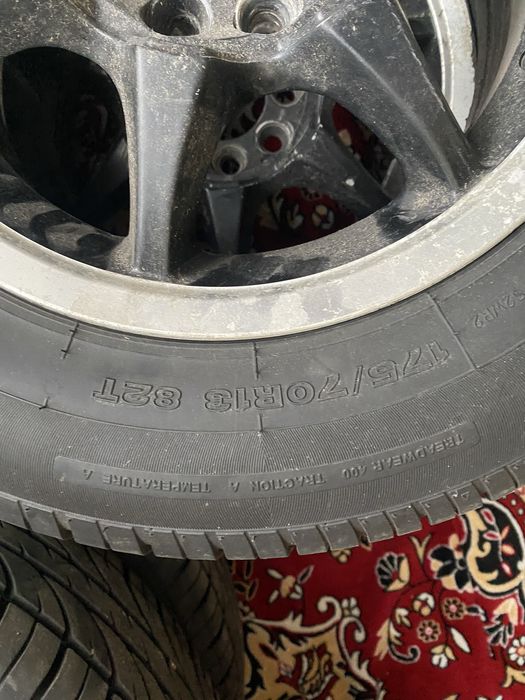 175/70R13 82T
TREADWEAR 400 TRACTION A TEMPERATURE A